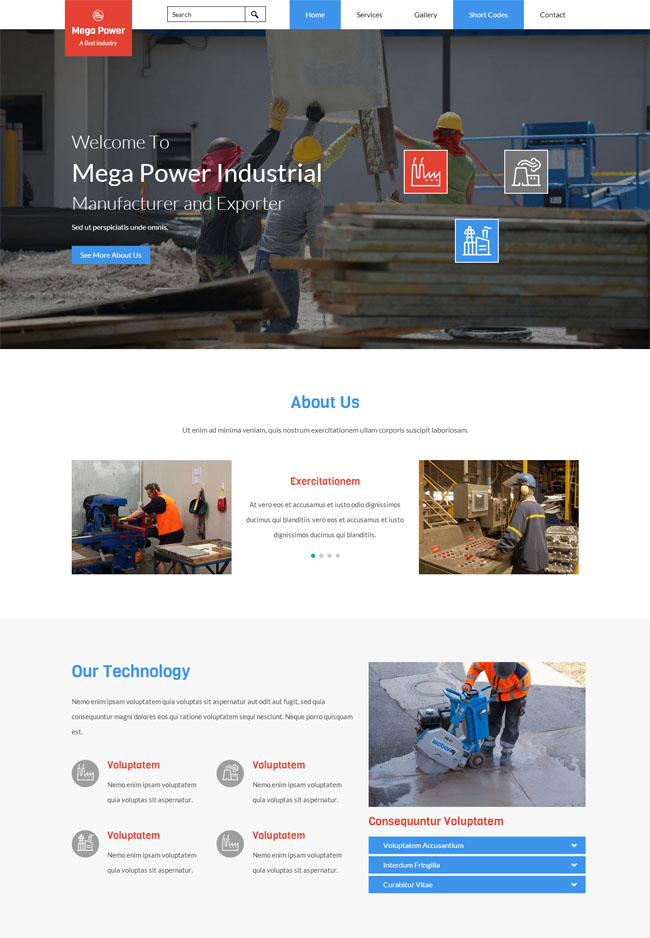 Mega Power
A Best Industry
Search
Home
Services
Gallery
Short Codes
Contact
Welcome To
Mega Power Industrial
Manufacturer and Exporter
Sed ut perspiciatis unde omnis.
See More About Us
About Us
Ut enim ad minima veniam, quis nostrum exercitationem ullam corporis suscipit laboriosam.
Exercitationem
At vero eos et accusamus et iusto odio dignissimos
ducimus qui blanditiis vero eos et accusamus et iusto
dignissimos ducimus qui blanditiis.
Our Technology
Nemo enim ipsam voluptatem quia voluptas sit aspernatur aut odit aut fugit, sed quia
consequuntur magni dolores eos qui ratione voluptatem sequi nesciunt. Neque porro quisquam
est.
Voluptatem
Nemo enim ipsam voluptatem
quia voluptas sit aspernatur.
Voluptatem
Nemo enim ipsam voluptatem
quia voluptas sit aspernatur.
Voluptatem
Nemo enim ipsam voluptatem
quia voluptas sit aspernatur.
Voluptatem
Nemo enim ipsam voluptatem
quia voluptas sit aspernatur.
Consequuntur Voluptatem
Voluptatem Accusantium
Interdum Fringilla
Curabitur Vitae